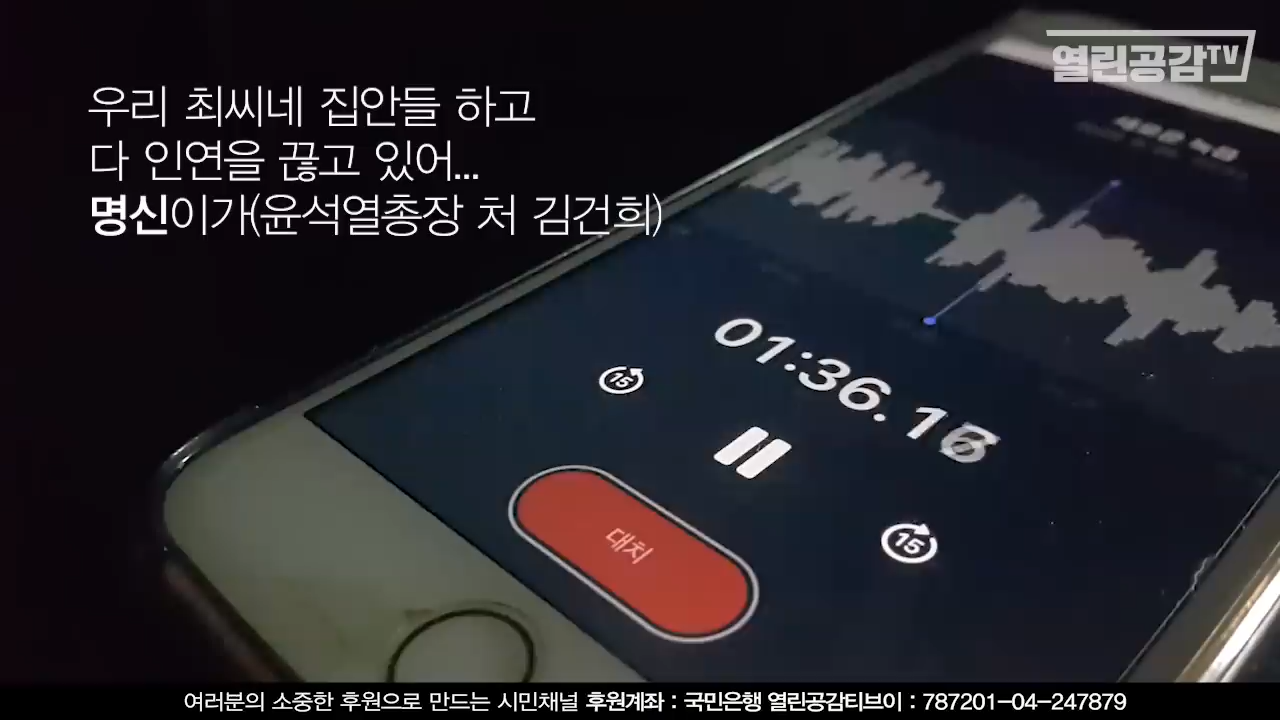 열린공감TV
우리 최씨네 집안들 하고
다 인연을 끊고 있어...
명신이가(윤석열총장 처 김건희)
01:36.16
15
15
대치
여러분의 소중한 후원으로 만드는 시민채널 후원계좌 : 국민은행 열린공감티브이 : 787201-04-247879